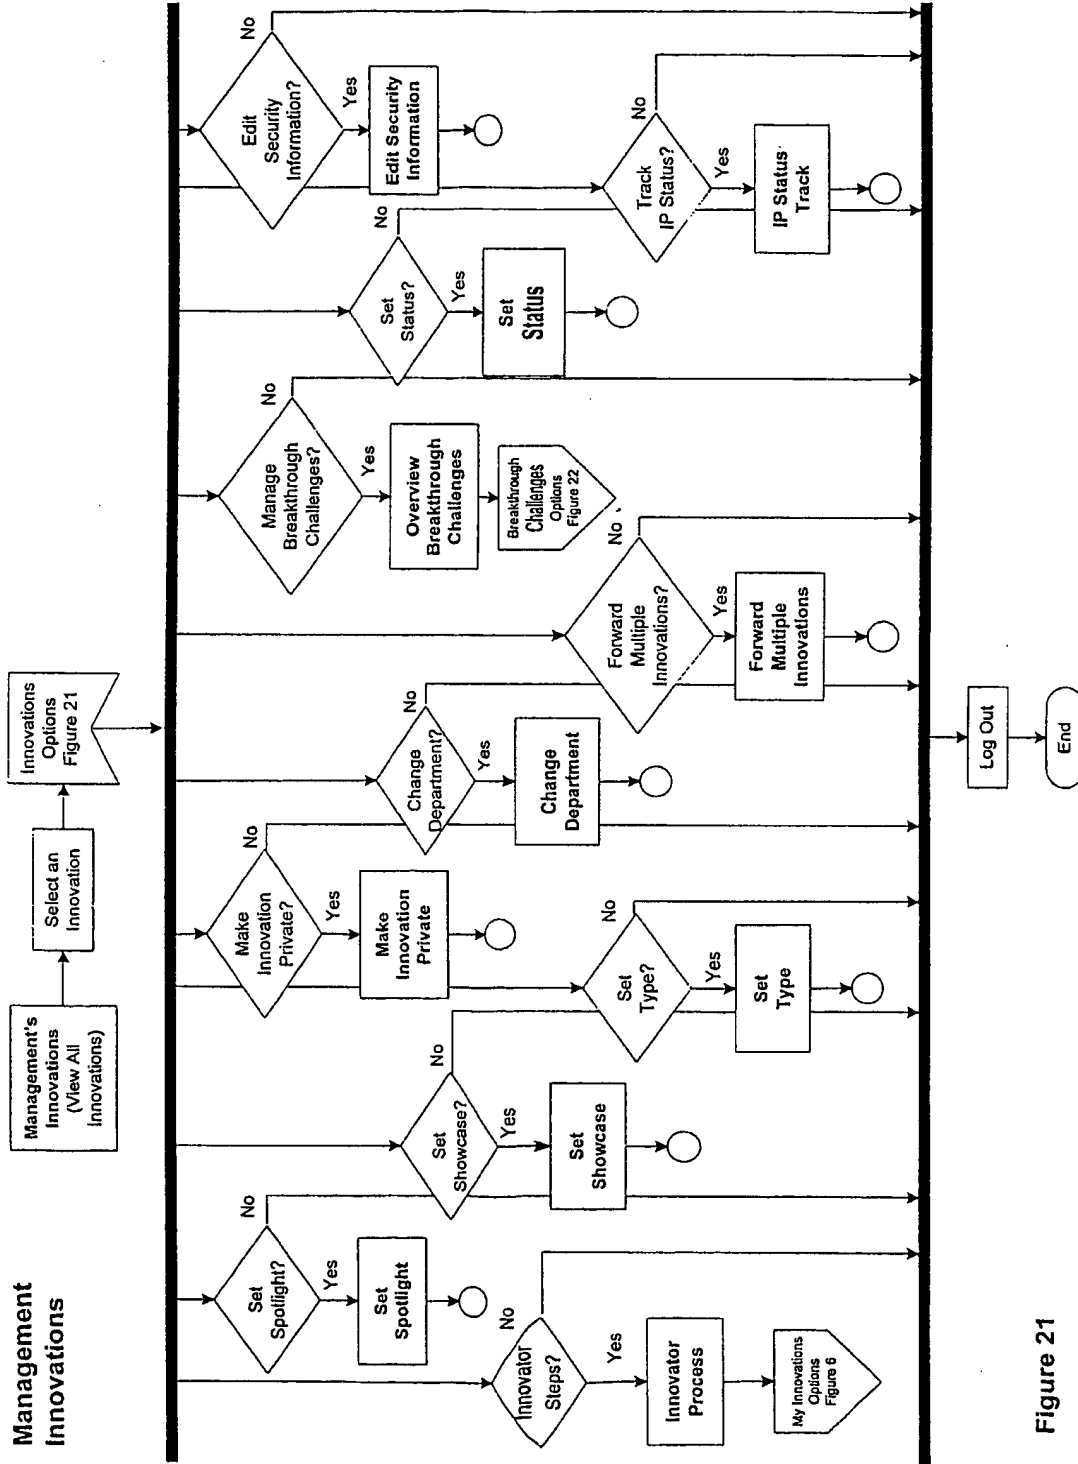 Management
Innovations
Management's
Innovations
(View All
Innovations)
Select an
Innovation
Innovations
Options
Figure 21
Innovator
Steps?
No
Yes
Innovator
Process
My Innovations
Options
Figure 6
Set
Spotlight?
No
Yes
Set
Spotlight
Set
Showcase?
No
Yes
Set
Showcase
Make
Innovation
Private?
No
Yes
Make
Innovation
Private
Set
Type?
No
Yes
Set
Type
Change
Department?
No
Yes
Change
Department
Forward
Multiple
Innovations?
No
Yes
Forward
Multiple
Innovations
Manage
Breakthrough
Challenges?
No
Yes
Overview
Breakthrough
Challenges
Breakthrough
Challenges
Options
Figure 22
Set
Status?
No
Yes
Set
Status
Edit
Security
Information?
No
Yes
Edit Security
Information
Track
IP Status?
No
Yes
IP Status
Track
Log Out
End
Figure 21